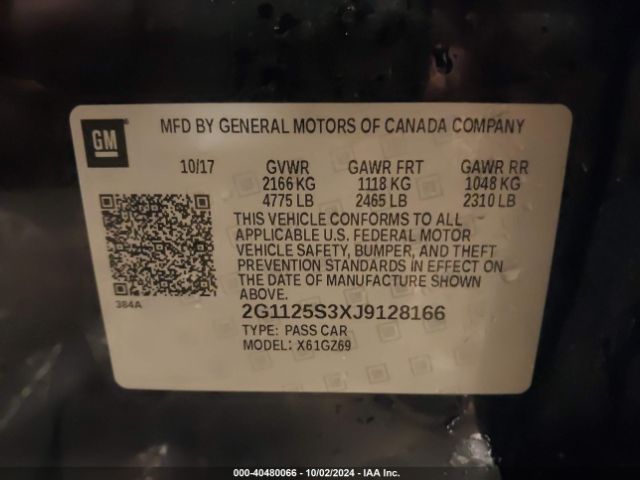 GM
MFD BY GENERAL MOTORS OF CANADA COMPANY
10/17 GVWR GAWR FRT GAWR RR
2166 KG 1118 KG 1048 KG
4775 LB 2465 LB 2310 LB
THIS VEHICLE CONFORMS TO ALL
APPLICABLE U.S. FEDERAL MOTOR
VEHICLE SAFETY, BUMPER, AND THEFT
PREVENTION STANDARDS IN EFFECT ON
THE DATE OF MANUFACTURE SHOWN
ABOVE.
384A
2G1125S3XJ9128166
TYPE: PASS CAR
MODEL: X61GZ69
000-40480066 - 10/02/2024 - IAA Inc.